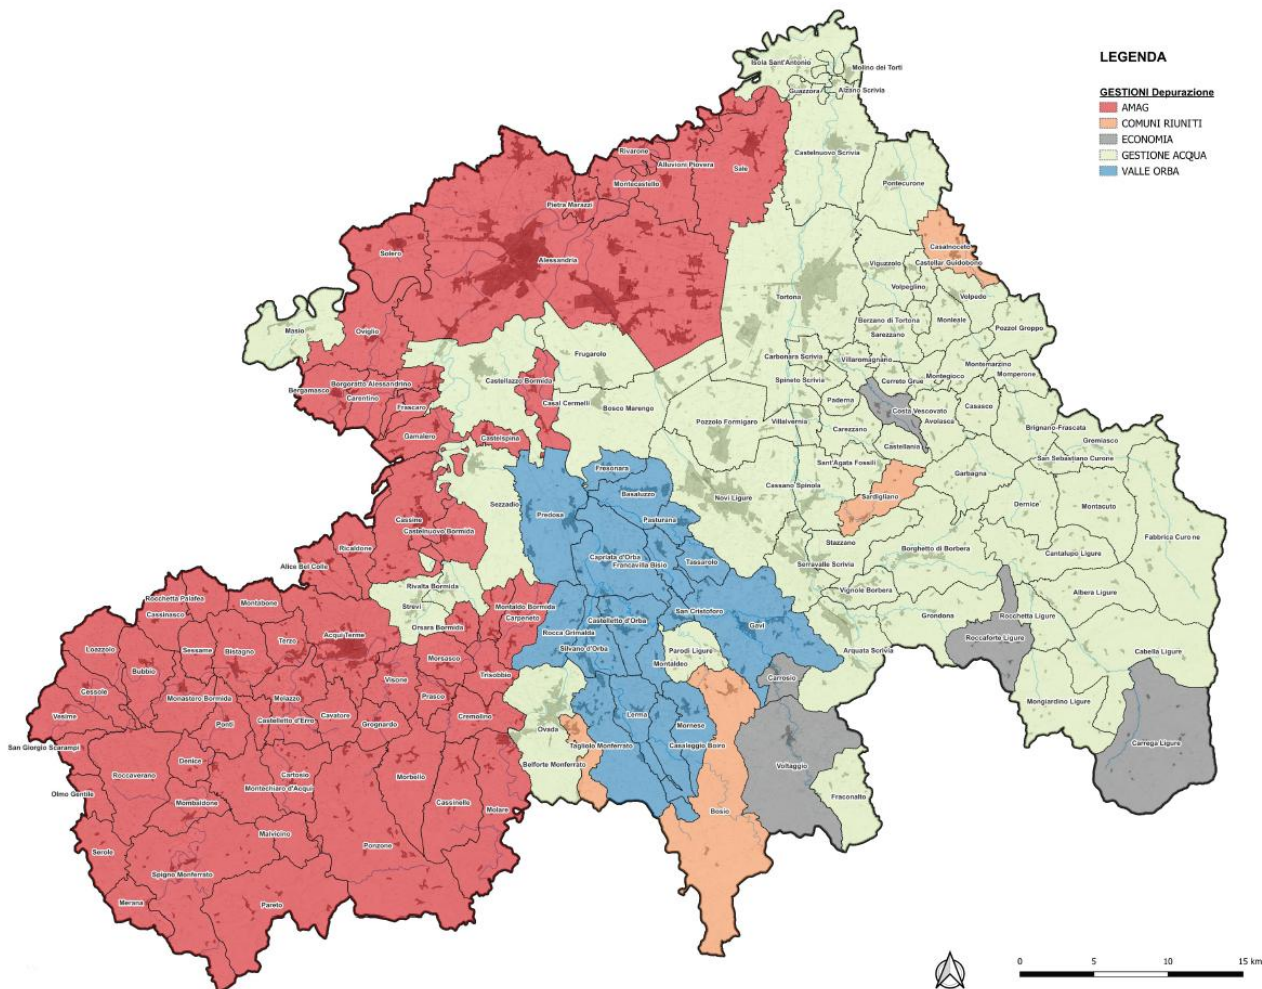 LEGENDA
GESTIONI Depurazione
AMAG
COMUNI RIUNITI
ECONOMIA
GESTIONE ACQUA
VALLE ORBA
Isola Sant'Antonio
Molino dei Torti
Guazzora
Alzano Scrivia
Rivarone
Alluvioni Piovera
Montecastello
Sale
Castelnuovo Scrivia
Pontecurone
Pietra Marazzi
Solero
Alessandria
Casalnoceto
Castellar Guidobono
Viguzzolo
Volpeglino
Volpedo
Tortona
Masio
Oviglio
Berzano di Tortona
Monleale
Sarezzano
Pozzol Groppo
Frugarolo
Carbonara Scrivia
Villaromagnano
Montemarzino
Momperone
Bergamasco
Borgoratto Alessandrino
Carentino
Castellazzo Bormida
Spineto Scrivia
Cerreto Grue
Montegioco
Frascaro
Casal Cermelli
Bosco Marengo
Paderna
Costa Vescovato
Casasco
Pozzolo Formigaro
Villalvernia
Carezzano
Avolasca
Brignano-Frascata
Gamalero
Castelspina
Castellania
Gremiasco
San Sebastiano Curone
Fresonara
Sant'Agata Fossili
Garbagna
Cassano Spinola
Basaluzzo
Novi Ligure
Sardigliano
Dernice
Montacuto
Sezzadio
Predosa
Pasturana
Fabbrica Curone
Cassine
Castelnuovo Bormida
Stazzano
Ricaldone
Capriata d'Orba
Francavilla Bisio
Tassarolo
Serravalle Scrivia
Borghetto di Borbera
Cantalupo Ligure
Alice Bel Colle
Rivalta Bormida
Vignole Borbera
Albera Ligure
Rocchetta Palafea
Cassinasco
Montabone
Strevi
Montaldo Bormida
Carpeneto
San Cristoforo
Grondona
Rocchetta Ligure
Orsara Bormida
Castelletto d'Orba
Gavi
Rocca Grimalda
Roccaforte Ligure
Loazzolo
Sessame
Bistagno
Terzo
Acqui Terme
Silvano d'Orba
Parodi Ligure
Arquata Scrivia
Cabella Ligure
Bubbio
Morsasco
Montaldeo
Trisobbio
Carrosio
Cessole
Monastero Bormida
Melazzo
Visone
Prasco
Mongiardino Ligure
Vesime
Ponti
Castelletto d'Erro
Cavatore
Grognardo
Cremolino
Lerma
Mornese
Ovada
San Giorgio Scarampi
Tagliolo Monferrato
Casaleggio Boiro
Carrega Ligure
Denice
Belforte Monferrato
Voltaggio
Roccaverano
Cartosio
Morbello
Montechiaro d'Acqui
Olmo Gentile
Mombaldone
Cassinelle
Molare
Bosio
Fraconalto
Malvicino
Serole
Ponzone
Spigno Monferrato
Merana
Pareto
0 5 10 15 km